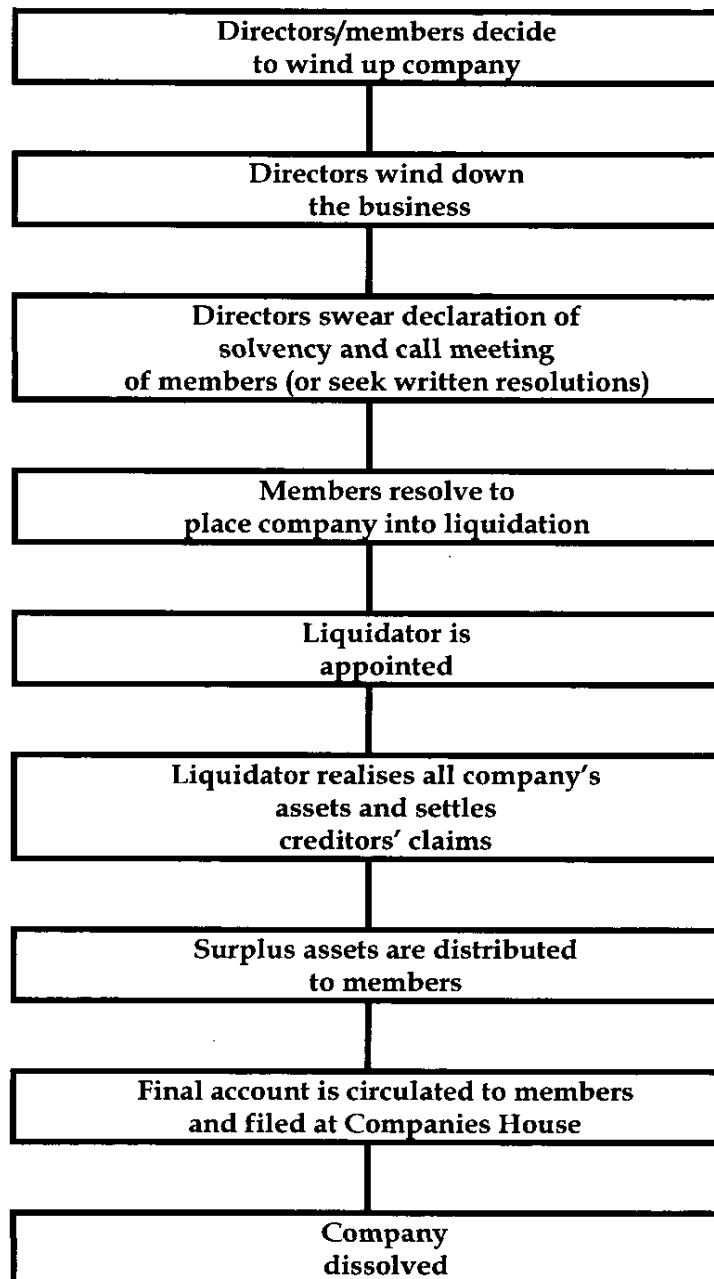 Directors/members decide
to wind up company
Directors wind down
the business
Directors swear declaration of
solvency and call meeting
of members (or seek written resolutions)
Members resolve to
place company into liquidation
Liquidator is
appointed
Liquidator realises all company's
assets and settles
creditors' claims
Surplus assets are distributed
to members
Final account is circulated to members
and filed at Companies House
Company
dissolved